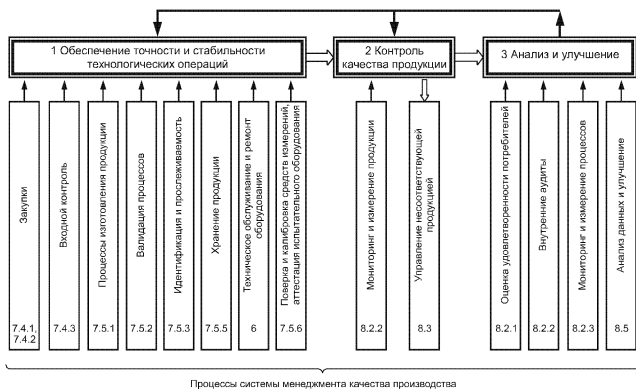 1 Обеспечение точности и стабильности
технологических операций
2 Контроль
качества продукции
3 Анализ и улучшение
Закупки
7.4.1,
7.4.2
Входной контроль
7.4.3
Процессы изготовления продукции
7.5.1
Валидация процессов
7.5.2
Идентификация и прослеживаемость
7.5.3
Хранение продукции
7.5.5
Техническое обслуживание и ремонт
оборудования
6
Поверка и калибровка средств измерений,
аттестация испытательного оборудования
7.5.6
Мониторинг и измерение продукции
8.2.2
Управление несоответствующей
продукцией
8.3
Оценка удовлетворенности потребителей
8.2.1
Внутренние аудиты
8.2.2
Мониторинг и измерение процессов
8.2.3
Анализ данных и улучшение
8.5
Процессы системы менеджмента качества производства